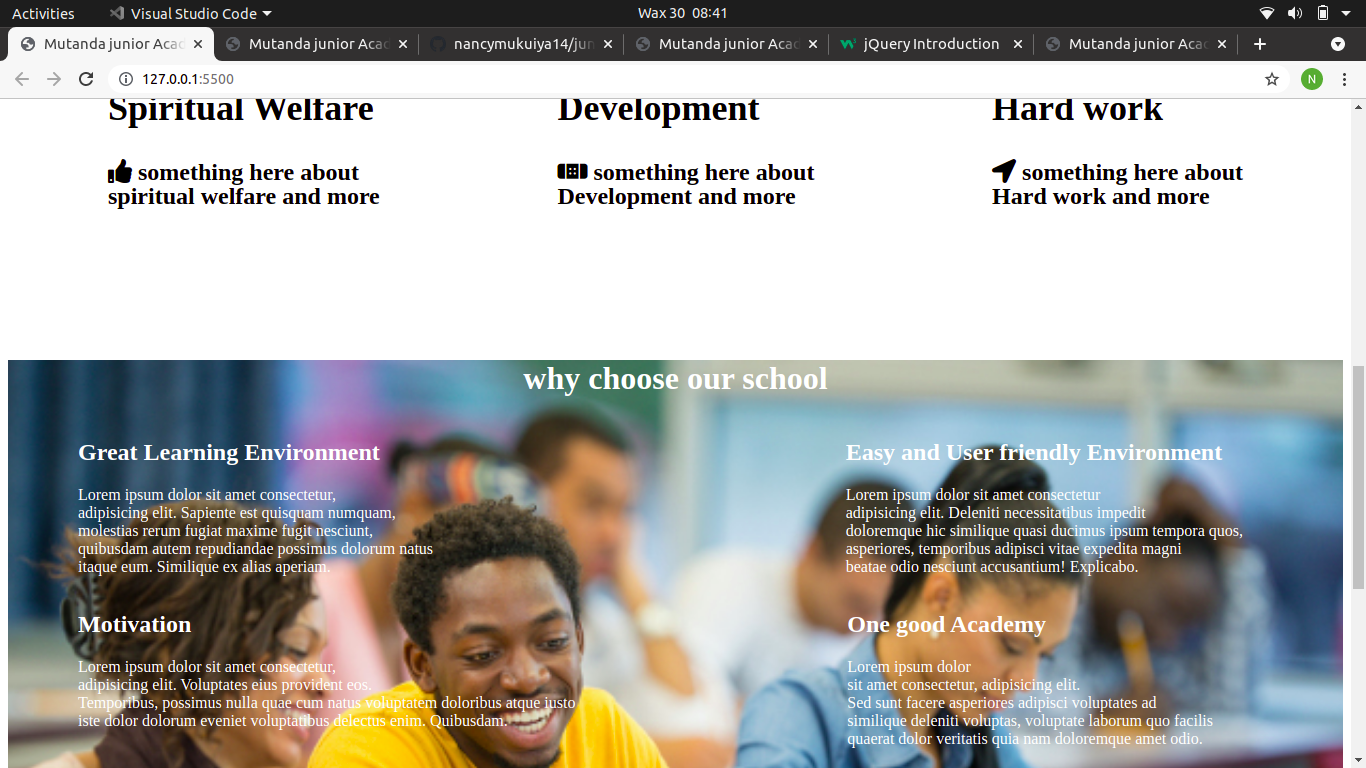 Activities Visual Studio Code Wax 30 08:41
Mutanda junior Acad Mutanda junior Acad nancymukuiya14/jun Mutanda junior Acad jQuery Introduction Mutanda junior Acad
127.0.0.1:5500 N
Spiritual Welfare Development Hard work
something here about something here about something here about
spiritual welfare and more Development and more Hard work and more
why choose our school
Great Learning Environment
Lorem ipsum dolor sit amet consectetur,
adipisicing elit. Sapiente est quisquam numquam,
molestias rerum fugiat maxime fugit nesciunt,
quibusdam autem repudiandae possimus dolorum natus
itaque eum. Similique ex alias aperiam.
Easy and User friendly Environment
Lorem ipsum dolor sit amet consectetur
adipisicing elit. Deleniti necessitatibus impedit
doloremque hic similique quasi ducimus ipsum tempora quos,
asperiores, temporibus adipisci vitae expedita magni
beatae odio nesciunt accusantium! Explicabo.
Motivation
Lorem ipsum dolor sit amet consectetur,
adipisicing elit. Voluptates eius provident eos.
Temporibus, possimus nulla quae cum natus voluptatem doloribus atque iusto
iste dolor dolorum eveniet voluptatibus delectus enim. Quibusdam.
One good Academy
Lorem ipsum dolor
sit amet consectetur, adipisicing elit.
Sed sunt facere asperiores adipisci voluptates ad
similique deleniti voluptas, voluptate laborum quo facilis
quaerat dolor veritatis quia nam doloremque amet odio.